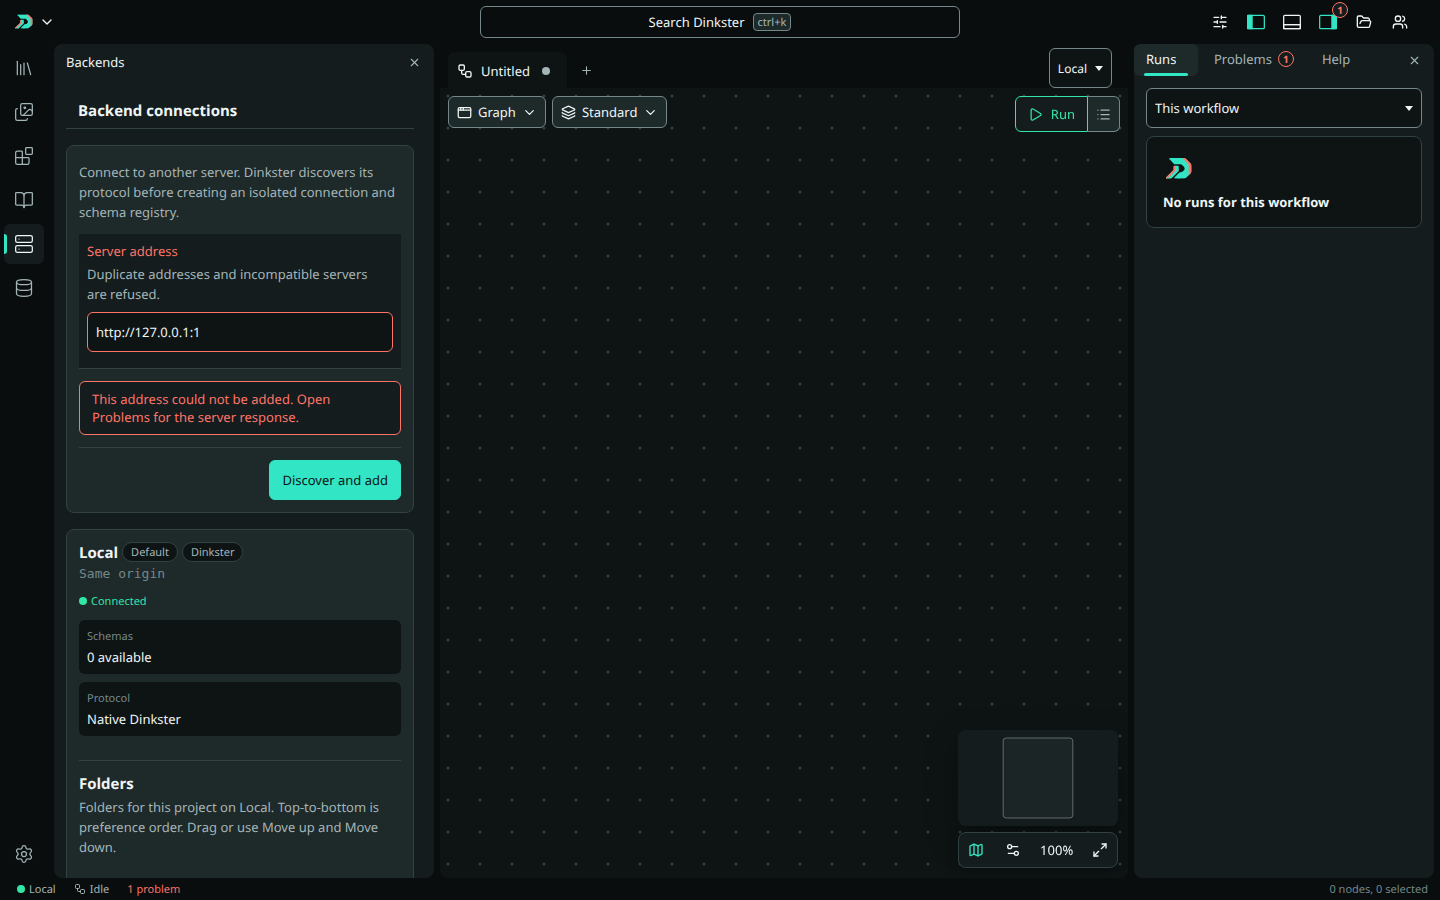 Search Dinkster ctrl+k
1
Backends
Backend connections
Connect to another server. Dinkster discovers its
protocol before creating an isolated connection and
schema registry.
Server address
Duplicate addresses and incompatible servers
are refused.
http://127.0.0.1:1
This address could not be added. Open
Problems for the server response.
Discover and add
Local Default Dinkster
Same origin
Connected
Schemas
0 available
Protocol
Native Dinkster
Folders
Folders for this project on Local. Top-to-bottom is
preference order. Drag or use Move up and Move
down.
Untitled
Local
Graph Standard
Run
100%
Runs Problems 1 Help
This workflow
No runs for this workflow
Local Idle 1 problem
0 nodes, 0 selected